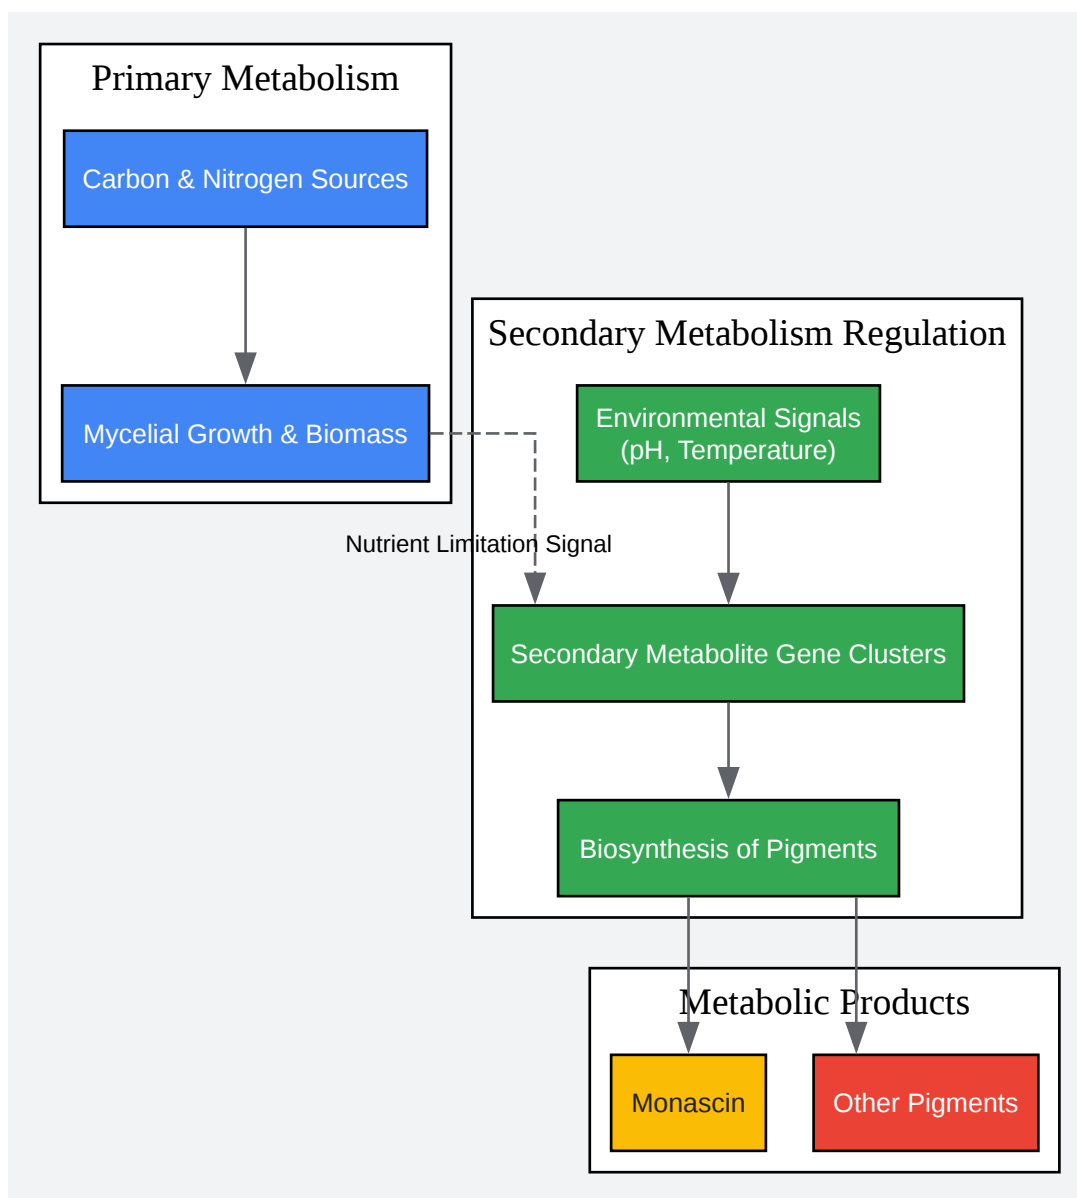 Primary Metabolism
Carbon & Nitrogen Sources
Mycelial Growth & Biomass
Nutrient Limitation Signal
Secondary Metabolism Regulation
Environmental Signals
(pH, Temperature)
Secondary Metabolite Gene Clusters
Biosynthesis of Pigments
Metabolic Products
Monascin
Other Pigments